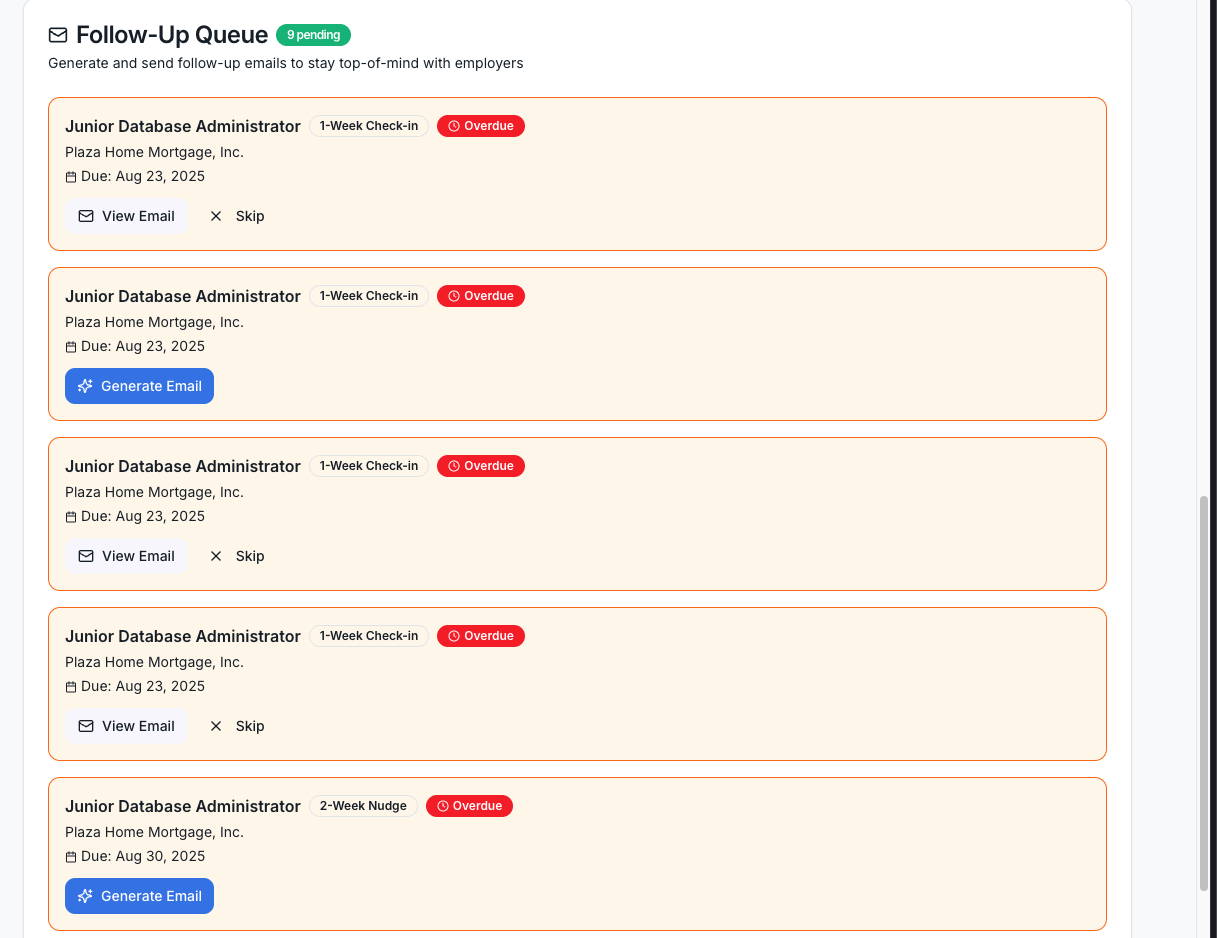 Follow-Up Queue 9 pending
Generate and send follow-up emails to stay top-of-mind with employers
Junior Database Administrator 1-Week Check-in Overdue
Plaza Home Mortgage, Inc.
Due: Aug 23, 2025
View Email Skip
Junior Database Administrator 1-Week Check-in Overdue
Plaza Home Mortgage, Inc.
Due: Aug 23, 2025
Generate Email
Junior Database Administrator 1-Week Check-in Overdue
Plaza Home Mortgage, Inc.
Due: Aug 23, 2025
View Email Skip
Junior Database Administrator 1-Week Check-in Overdue
Plaza Home Mortgage, Inc.
Due: Aug 23, 2025
View Email Skip
Junior Database Administrator 2-Week Nudge Overdue
Plaza Home Mortgage, Inc.
Due: Aug 30, 2025
Generate Email